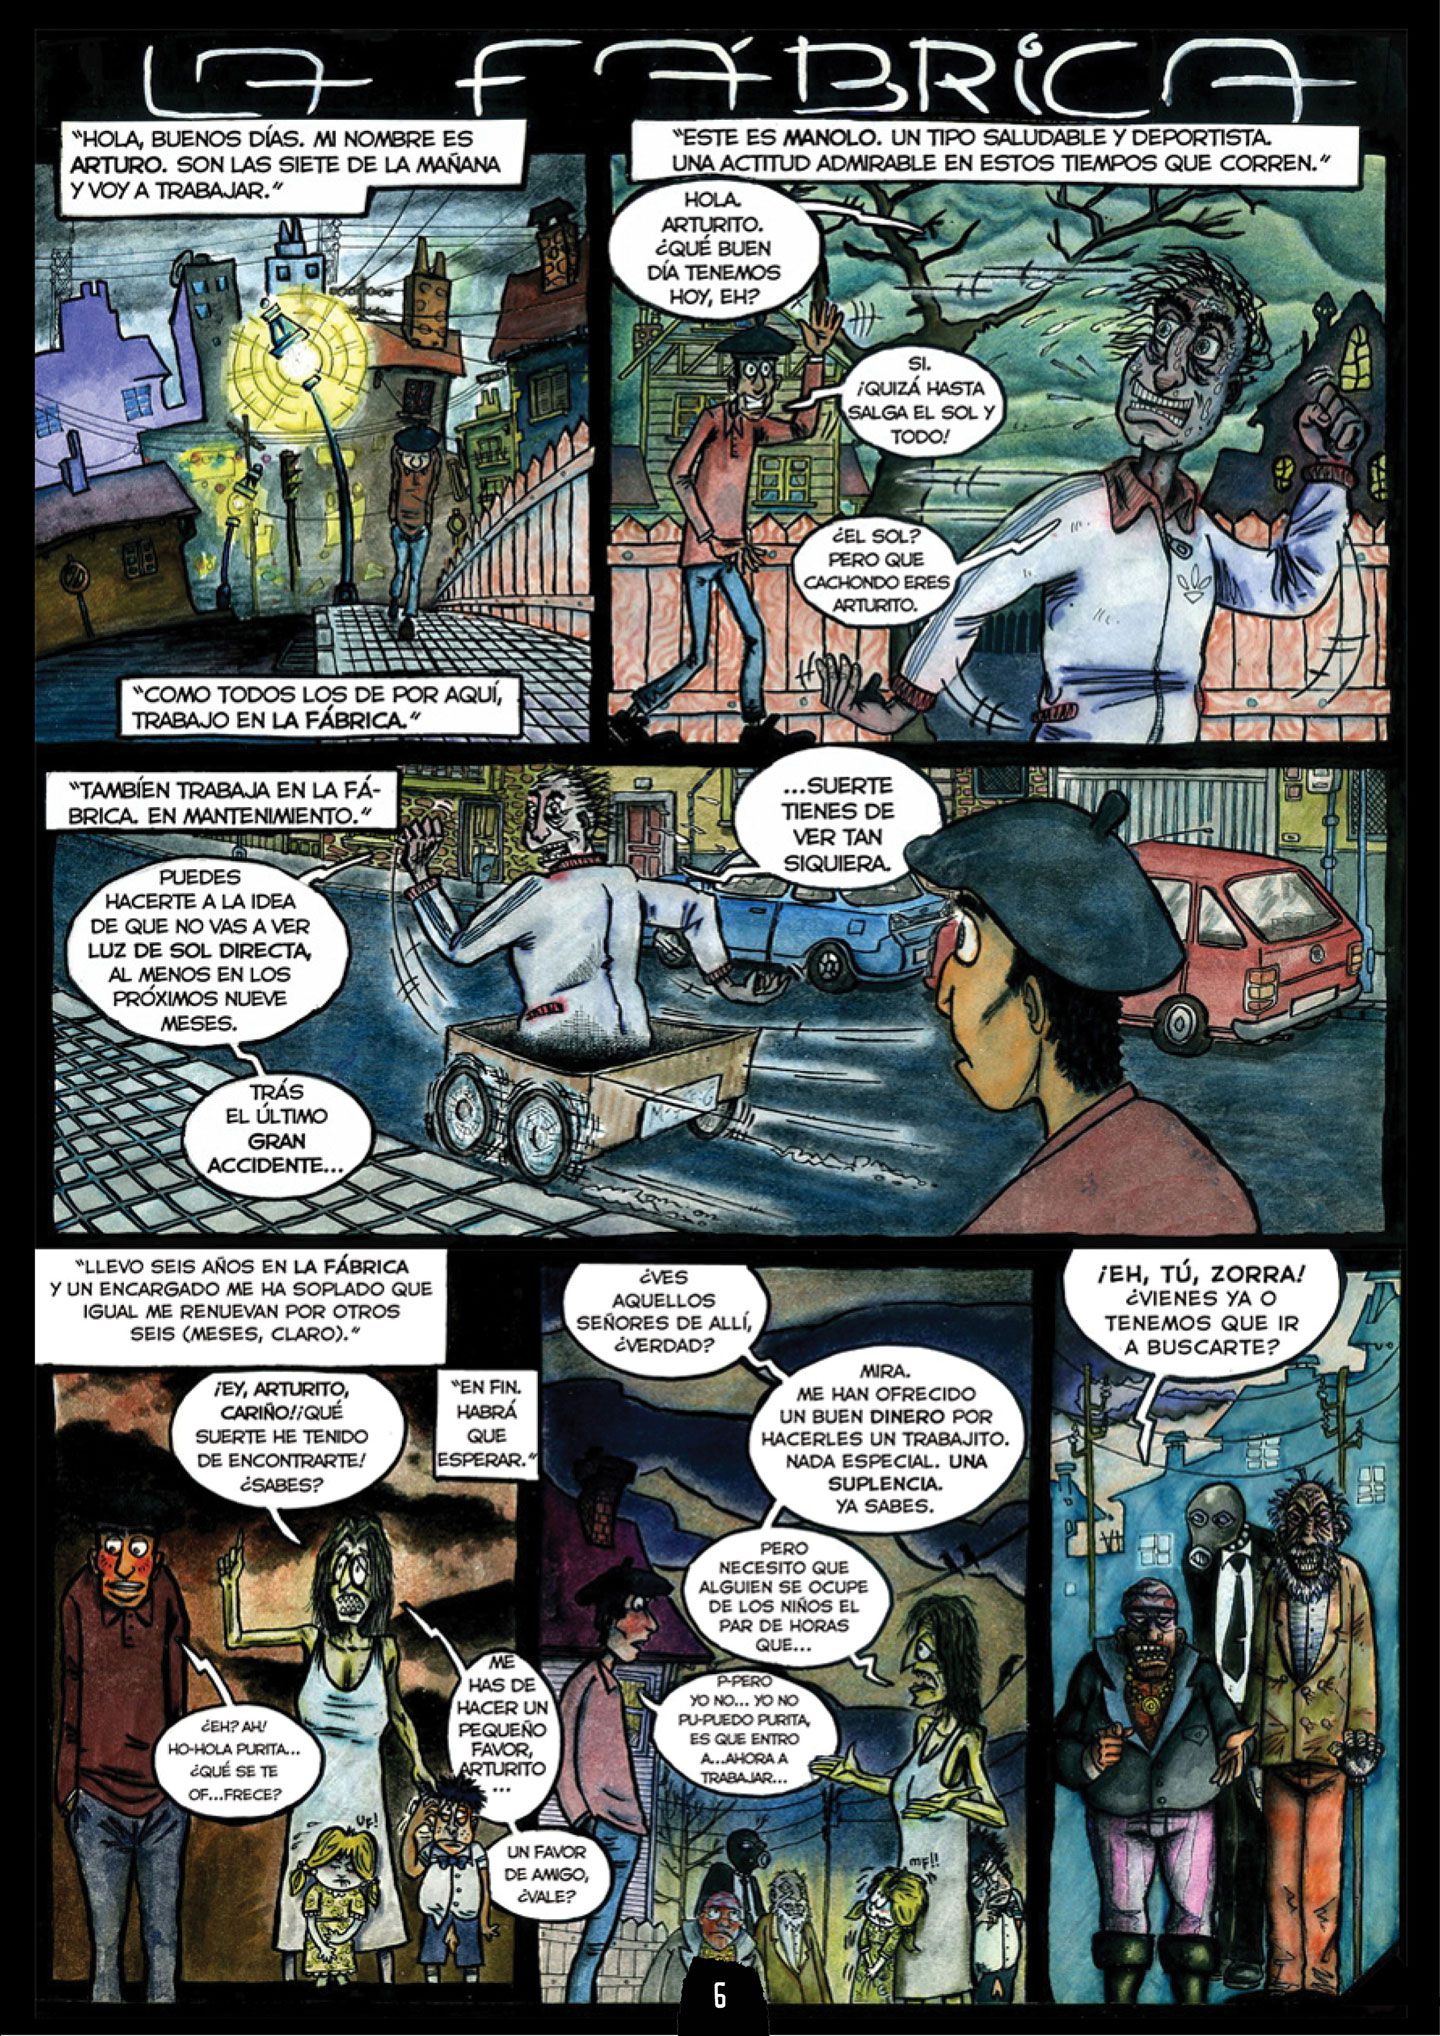 LA FÁBRICA
"HOLA, BUENOS DÍAS. MI NOMBRE ES
ARTURO. SON LAS SIETE DE LA MAÑANA
Y VOY A TRABAJAR."
"COMO TODOS LOS DE POR AQUÍ,
TRABAJO EN LA FÁBRICA."
"ESTE ES MANOLO. UN TIPO SALUDABLE Y DEPORTISTA.
UNA ACTITUD ADMIRABLE EN ESTOS TIEMPOS QUE CORREN."
HOLA.
ARTURITO.
¿QUÉ BUEN
DÍA TENEMOS
HOY, EH?
SI.
¡QUIZÁ HASTA
SALGA EL SOL Y
TODO!
¿EL SOL?
PERO QUE
CACHONDO ERES
ARTURITO.
"TAMBÍEN TRABAJA EN LA FÁ-
BRICA. EN MANTENIMIENTO."
PUEDES
HACERTE A LA IDEA
DE QUE NO VAS A VER
LUZ DE SOL DIRECTA,
AL MENOS EN LOS
PRÓXIMOS NUEVE
MESES.
TRÁS
EL ÚLTIMO
GRAN
ACCIDENTE...
...SUERTE
TIENES DE
VER TAN
SIQUIERA.
"LLEVO SEIS AÑOS EN LA FÁBRICA
Y UN ENCARGADO ME HA SOPLADO QUE
IGUAL ME RENUEVAN POR OTROS
SEIS (MESES, CLARO)."
"EN FIN.
HABRÁ
QUE
ESPERAR."
¡EY, ARTURITO,
CARIÑO!¡QUÉ
SUERTE HE TENIDO
DE ENCONTRARTE!
¿SABES?
¿EH? AH!
HO-HOLA PURITA...
¿QUÉ SE TE
OF...FRECE?
ME
HAS DE
HACER UN
PEQUEÑO
FAVOR,
ARTURITO
...
UN FAVOR
DE AMIGO,
¿VALE?
UF!
¿VES
AQUELLOS
SEÑORES DE ALLÍ,
¿VERDAD?
MIRA.
ME HAN OFRECIDO
UN BUEN DINERO POR
HACERLES UN TRABAJITO.
NADA ESPECIAL. UNA
SUPLENCIA.
YA SABES.
PERO
NECESITO QUE
ALGUIEN SE OCUPE
DE LOS NIÑOS EL
PAR DE HORAS
QUE...
P-PERO
YO NO... YO NO
PU-PUEDO PURITA,
ES QUE ENTRO
A...AHORA A
TRABAJAR...
MF!!
¡EH, TÚ, ZORRA!
¿VIENES YA O
TENEMOS QUE IR
A BUSCARTE?
6